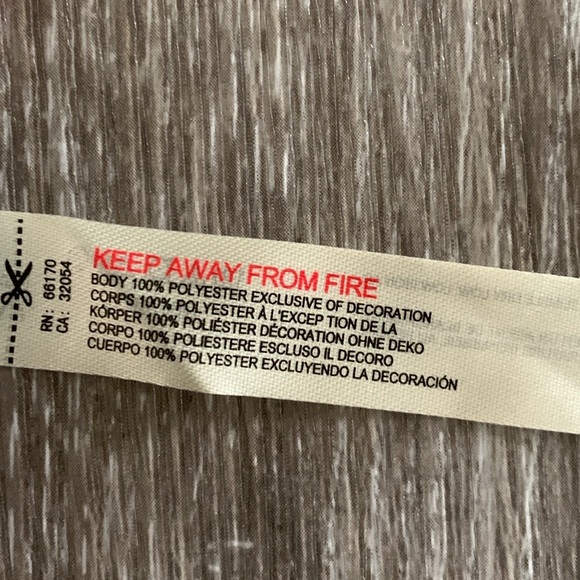 RN: 66170
CA: 32054
KEEP AWAY FROM FIRE
BODY 100% POLYESTER EXCLUSIVE OF DECORATION
CORPS 100% POLYESTER À L'EXCEP TION DE LA
KÖRPER 100% POLIÉSTER DÉCORATION OHNE DEKO
CORPO 100% POLIESTERE ESCLUSO IL DECORO
CUERPO 100% POLYESTER EXCLUYENDO LA DECORACIÓN